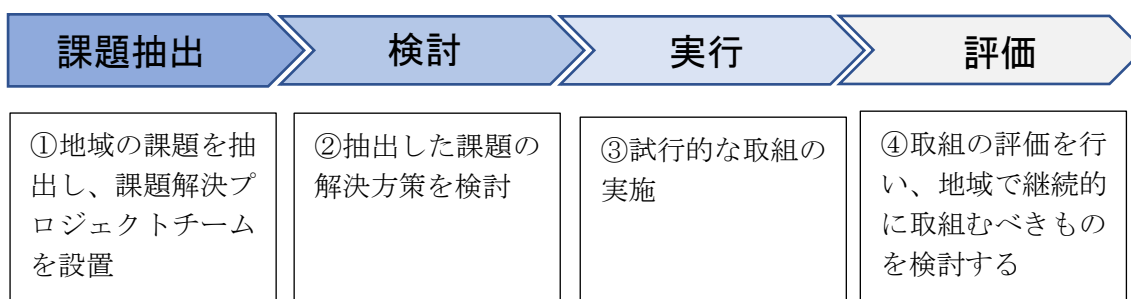 課題抽出
検討
実行
評価
①地域の課題を抽
出し、課題解決プ
ロジェクトチーム
を設置
②抽出した課題の
解決方策を検討
③試行的な取組の
実施
④取組の評価を行
い、地域で継続的
に取組むべきもの
を検討する